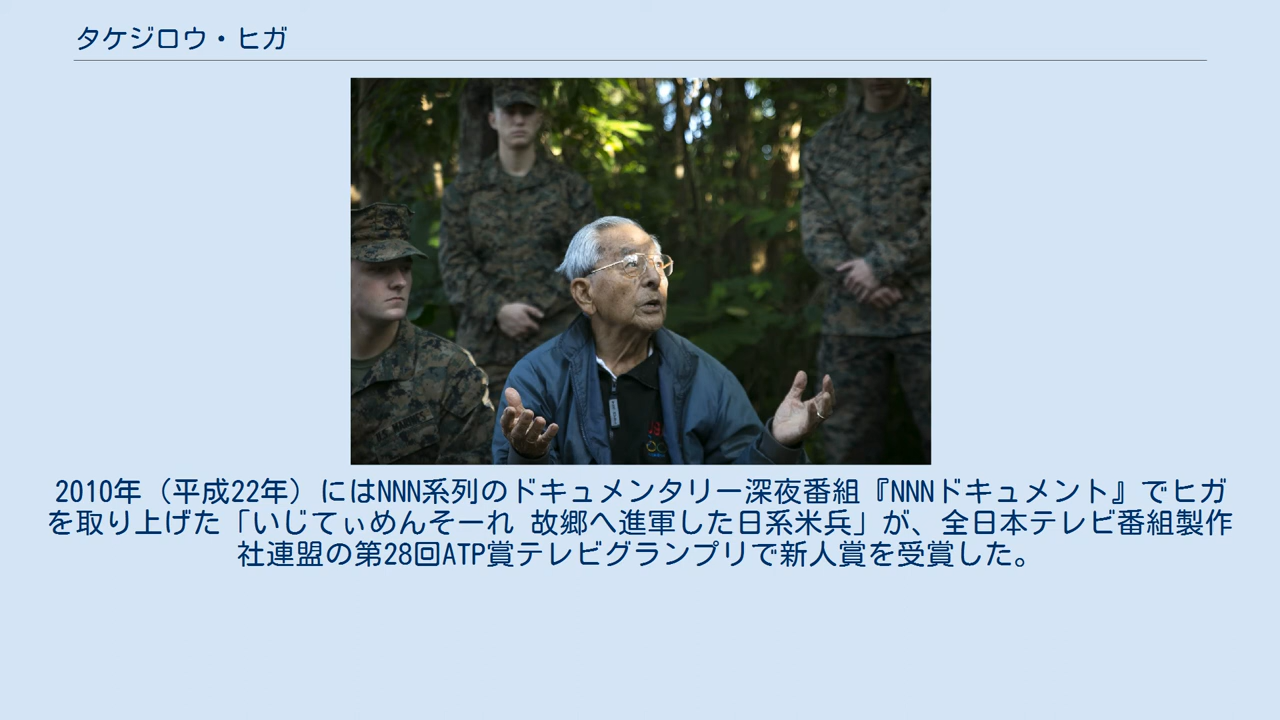 タケジロウ・ヒガ
2010年（平成22年）にはNNN系列のドキュメンタリー深夜番組『NNNドキュメント』でヒガ
を取り上げた「いじてぃめんそーれ 故郷へ進軍した日系米兵」が、全日本テレビ番組製作
社連盟の第28回ATP賞テレビグランプリで新人賞を受賞した。